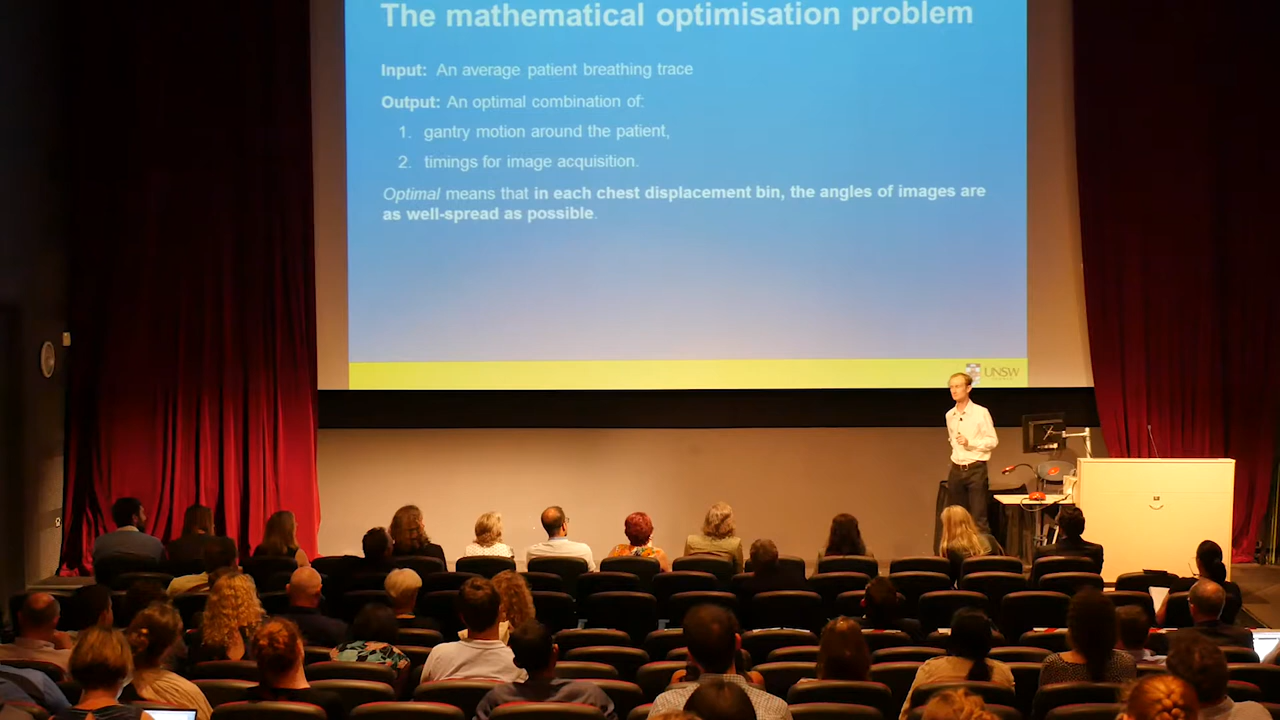 The mathematical optimisation problem
Input: An average patient breathing trace
Output: An optimal combination of:
1. gantry motion around the patient,
2. timings for image acquisition.
Optimal means that in each chest displacement bin, the angles of images are
as well-spread as possible.
UNSW